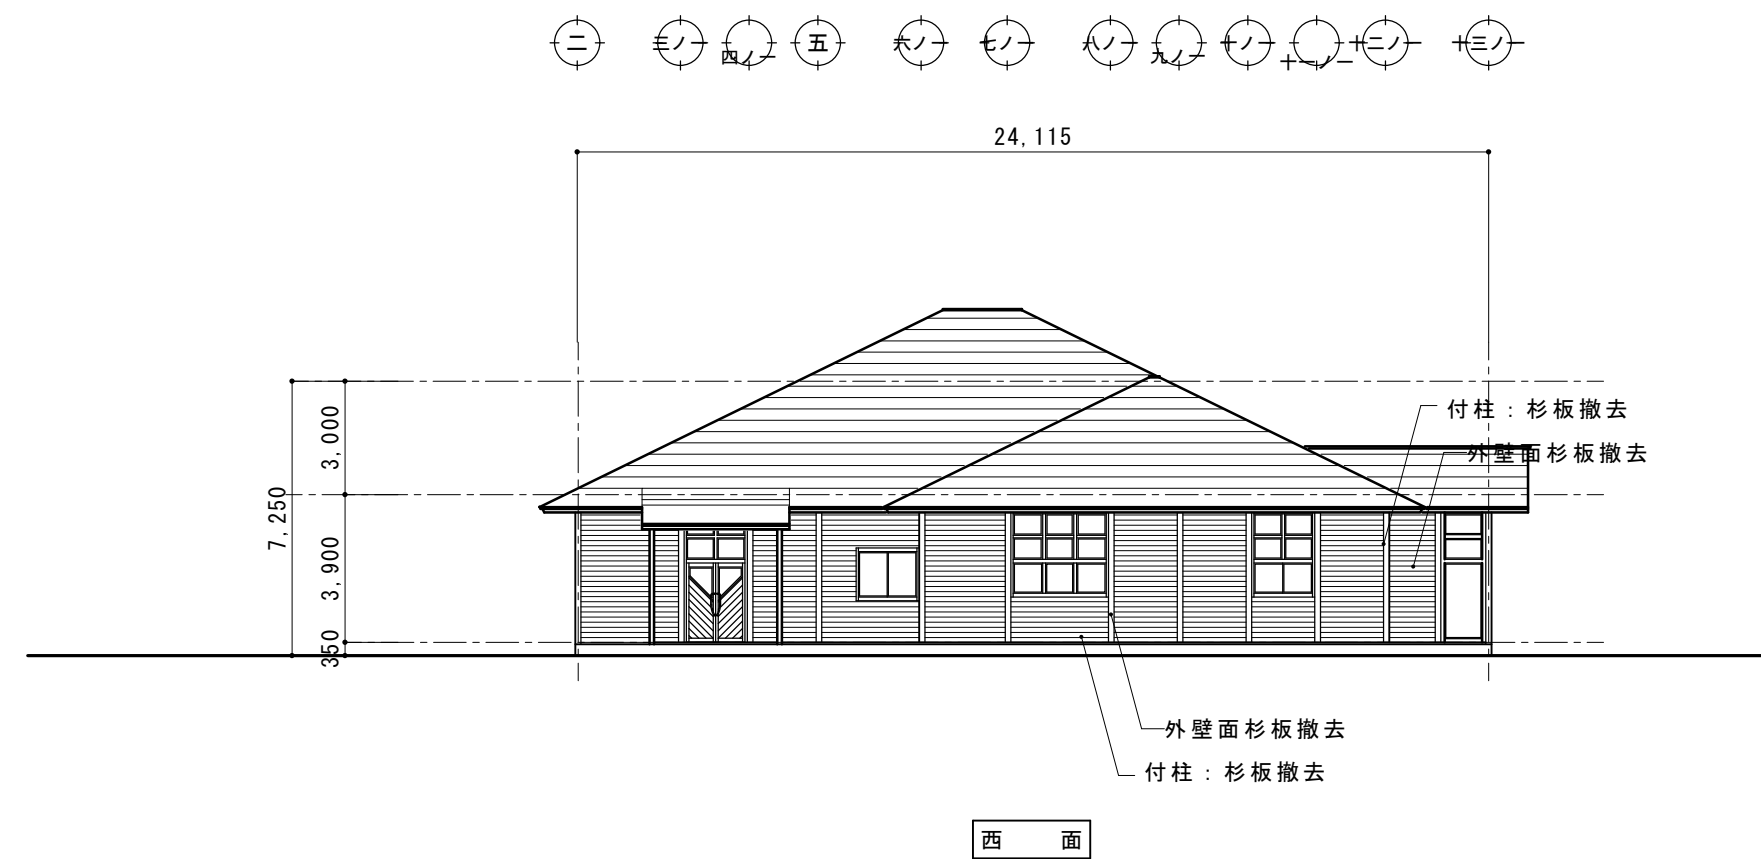 二 三ノ一 四ノ一 五 六ノ一 七ノ一 八ノ一 九ノ一 十ノ一 十一ノ一 十二ノ一 十三ノ一
24,115
付柱：杉板撤去
外壁面杉板撤去
3,000
7,250
3,900
350
外壁面杉板撤去
付柱：杉板撤去
西 面